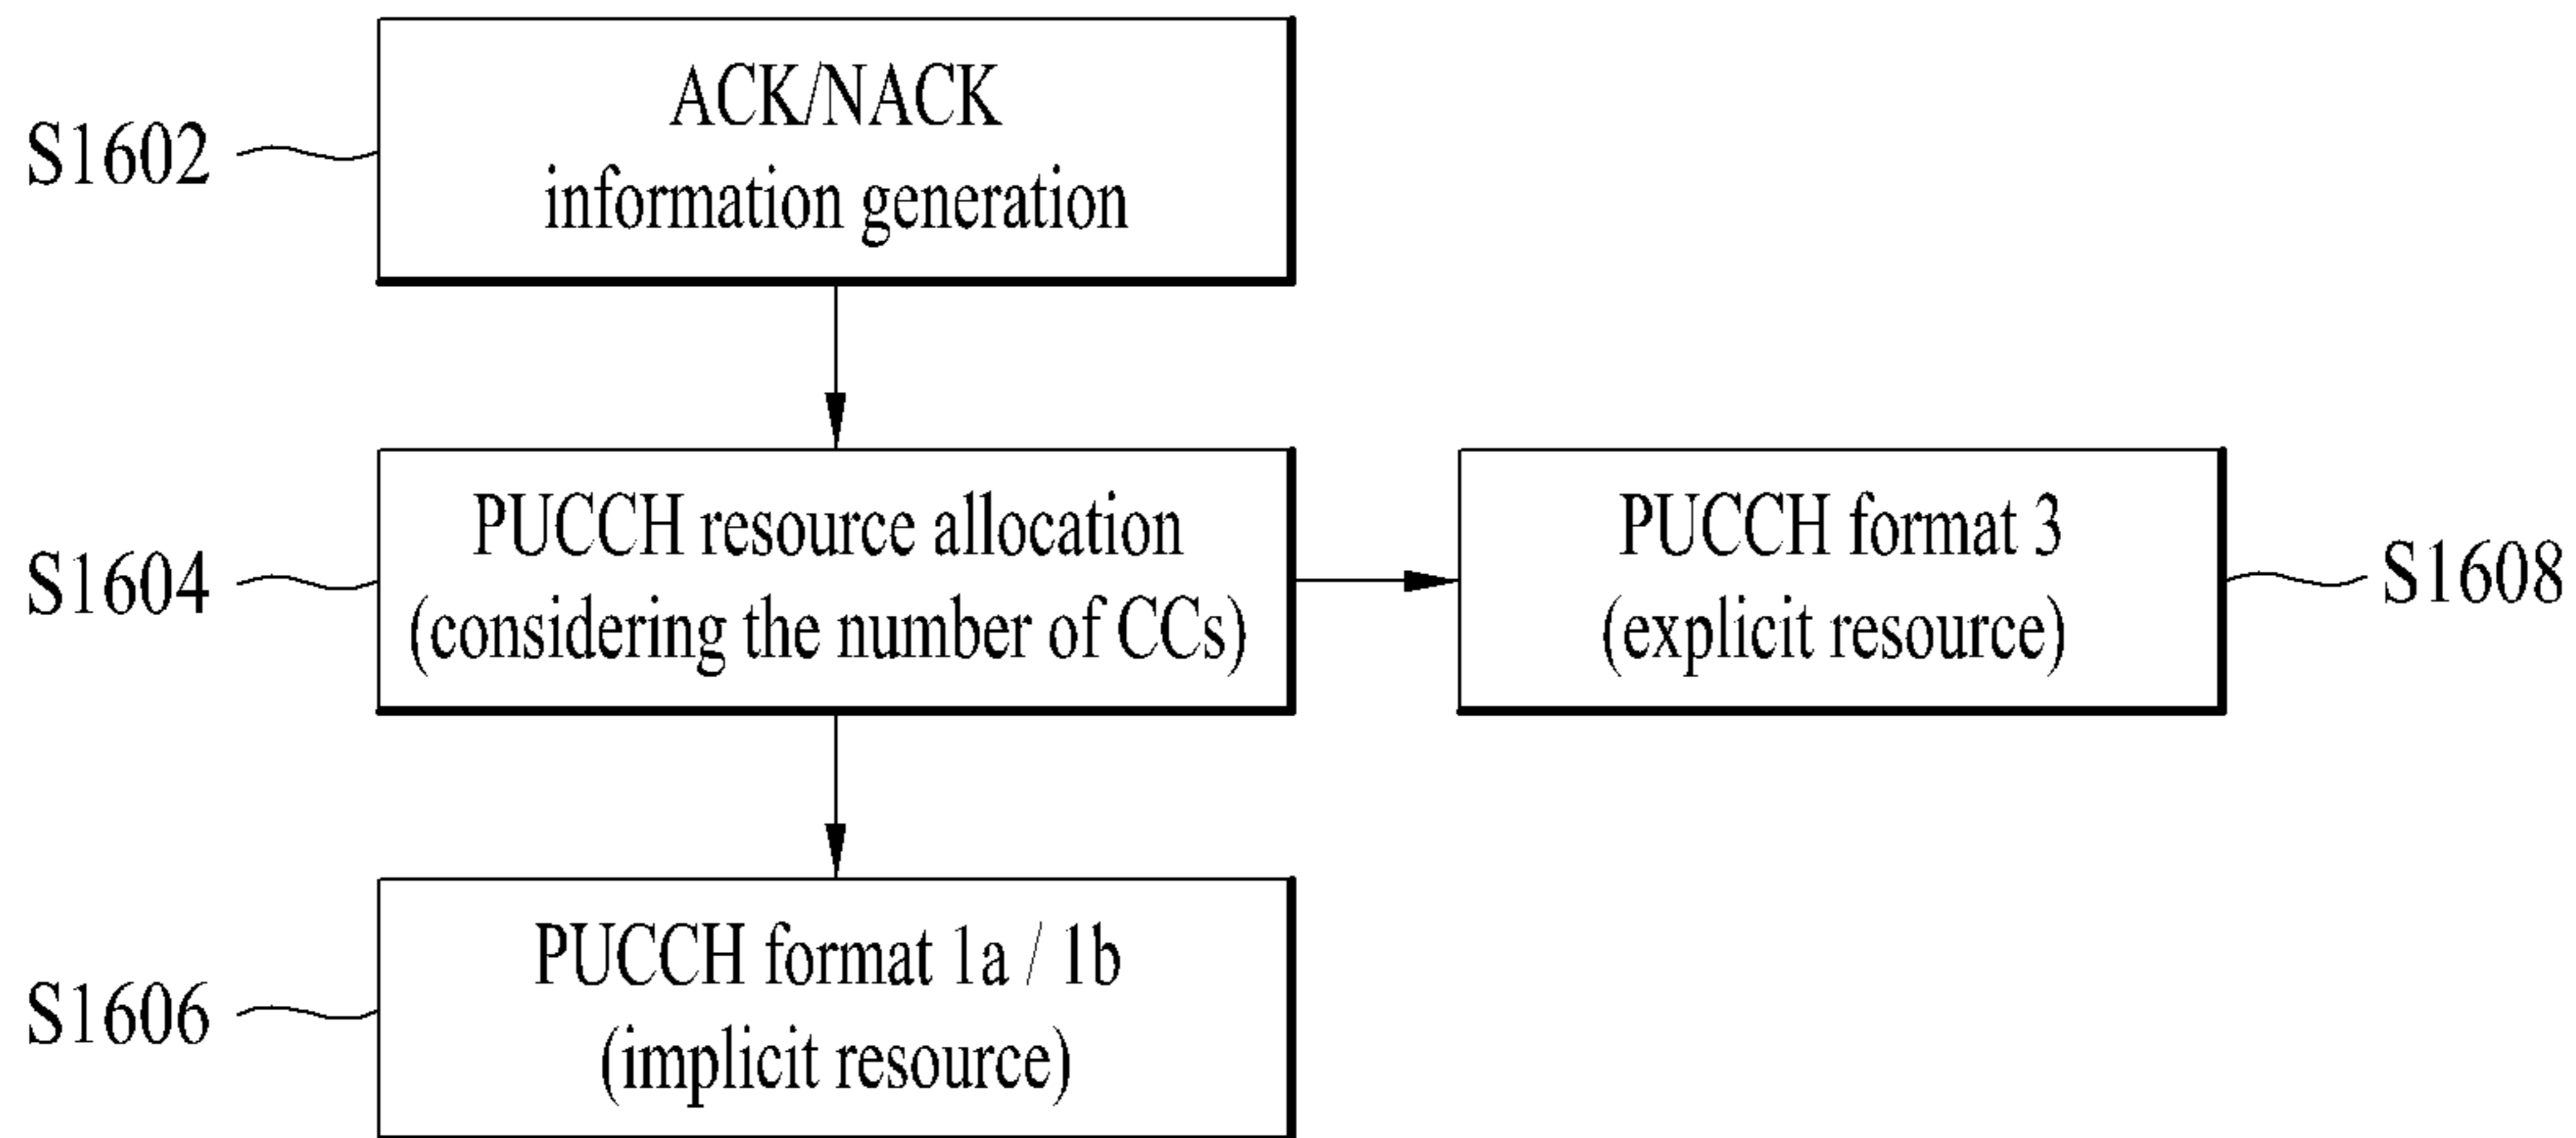 S1602
ACK/NACK
information generation
S1604
PUCCH resource allocation
(considering the number of CCs)
PUCCH format 3
(explicit resource)
S1608
S1606
PUCCH format 1a / 1b
(implicit resource)